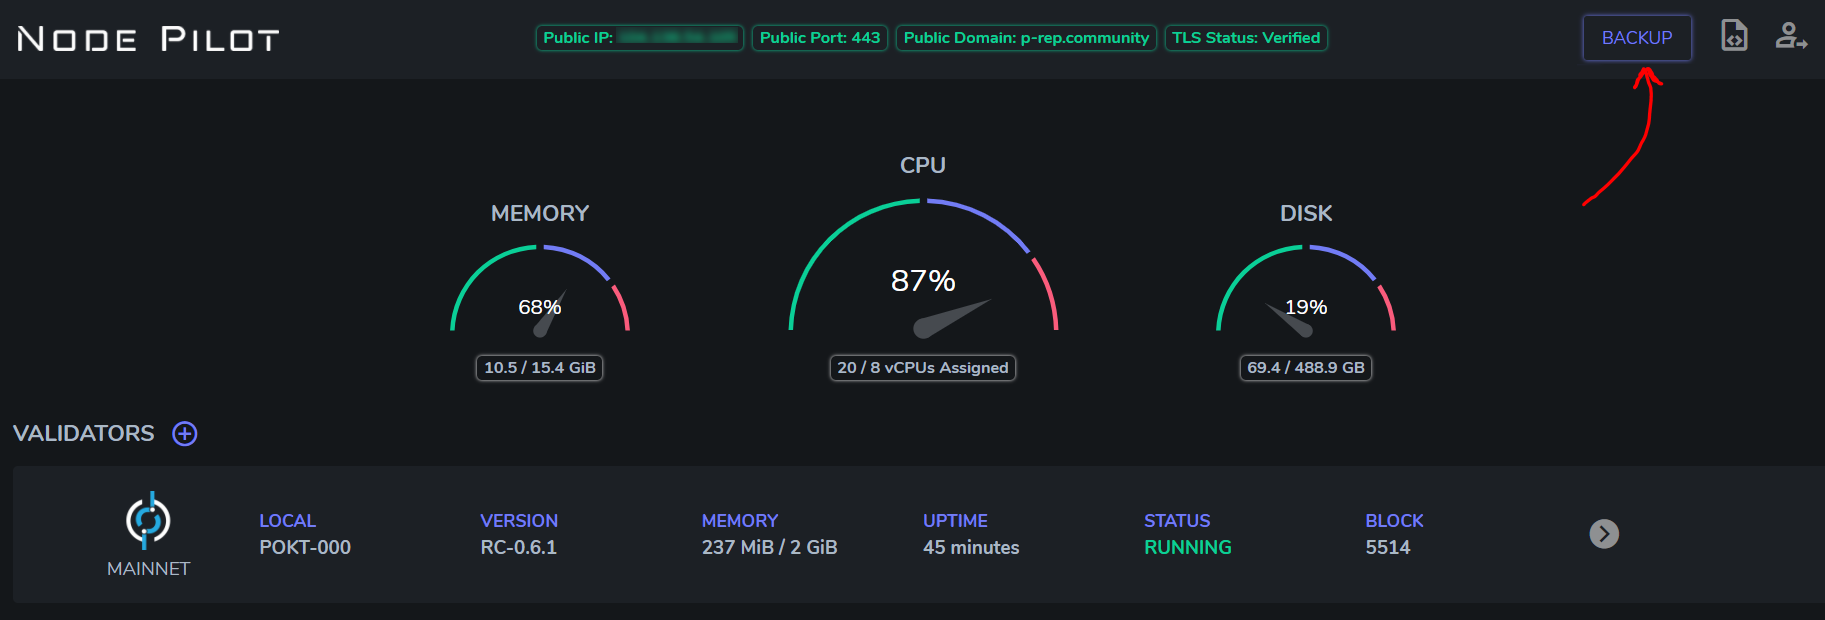 NODE PILOT
Public IP:
Public Port: 443
Public Domain: p-rep.community
TLS Status: Verified
BACKUP
CPU
MEMORY
DISK
87%
68%
19%
10.5 / 15.4 GiB
20 / 8 vCPUs Assigned
69.4 / 488.9 GB
VALIDATORS
LOCAL
VERSION
MEMORY
UPTIME
STATUS
BLOCK
POKT-000
RC-0.6.1
237 MiB / 2 GiB
45 minutes
RUNNING
5514
MAINNET